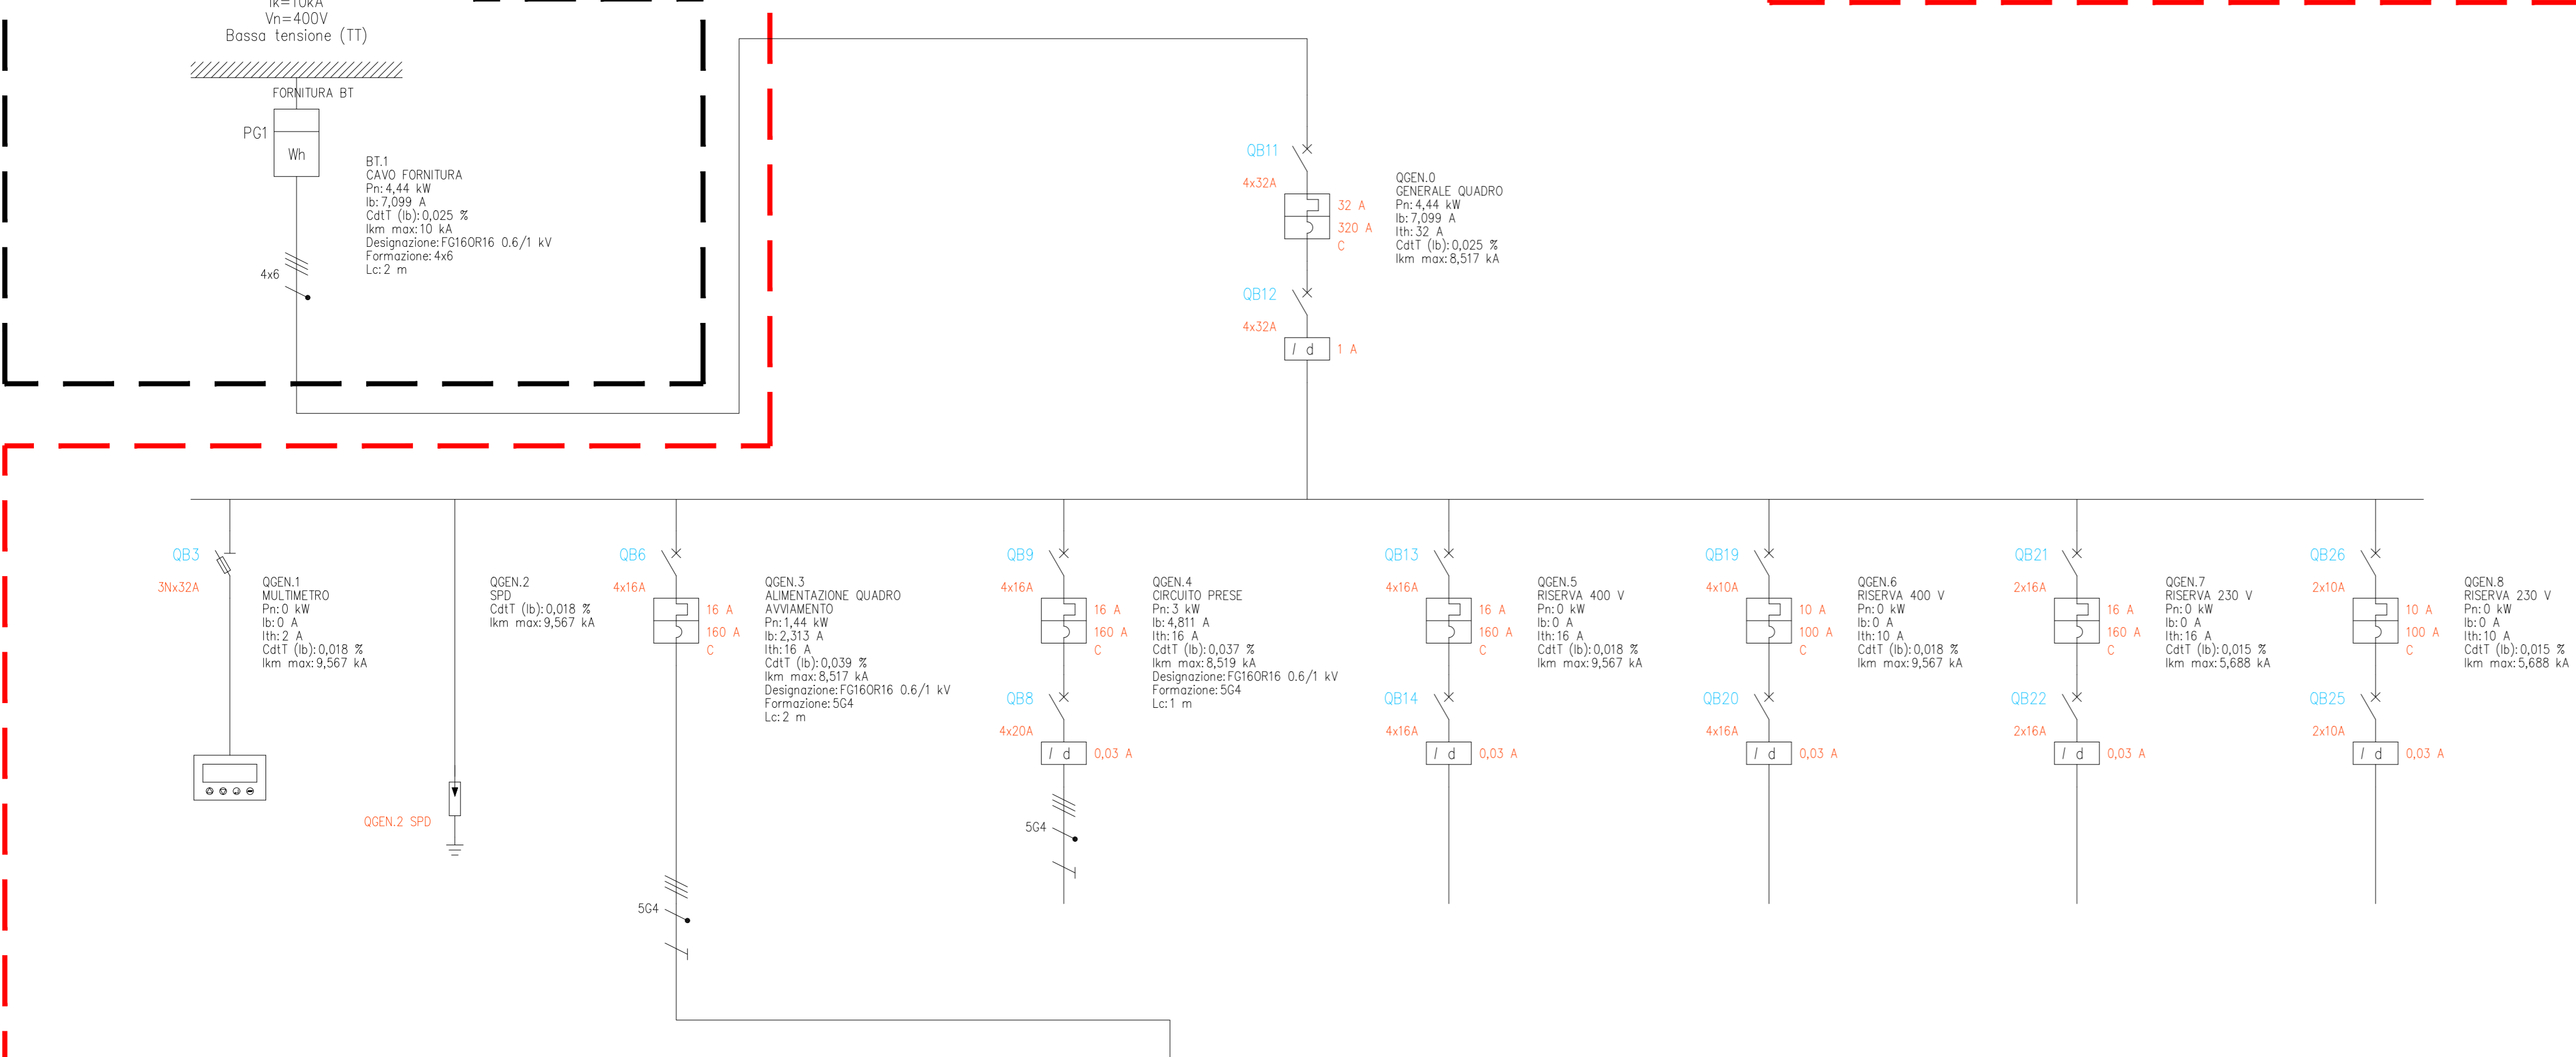 Ik=10kA
Vn=400V
Bassa tensione (TT)
FORNITURA BT
PG1
Wh
BT.1
CAVO FORNITURA
Pn: 4,44 kW
Ib: 7,099 A
CdtT (Ib): 0,025 %
Ikm max: 10 kA
Designazione: FG16OR16 0.6/1 kV
Formazione: 4x6
Lc: 2 m
4x6
QB11
4x32A
32 A
320 A
C
QGEN.0
GENERALE QUADRO
Pn: 4,44 kW
Ib: 7,099 A
Ith: 32 A
CdtT (Ib): 0,025 %
Ikm max: 8,517 kA
QB12
4x32A
I d
1 A
QB3
3Nx32A
QGEN.1
MULTIMETRO
Pn: 0 kW
Ib: 0 A
Ith: 2 A
CdtT (Ib): 0,018 %
Ikm max: 9,567 kA
QGEN.2
SPD
CdtT (Ib): 0,018 %
Ikm max: 9,567 kA
QGEN.2 SPD
QB6
4x16A
16 A
160 A
C
QGEN.3
ALIMENTAZIONE QUADRO
AVVIAMENTO
Pn: 1,44 kW
Ib: 2,313 A
Ith: 16 A
CdtT (Ib): 0,039 %
Ikm max: 8,517 kA
Designazione: FG16OR16 0.6/1 kV
Formazione: 5G4
Lc: 2 m
5G4
QB9
4x16A
16 A
160 A
C
QGEN.4
CIRCUITO PRESE
Pn: 3 kW
Ib: 4,811 A
Ith: 16 A
CdtT (Ib): 0,037 %
Ikm max: 8,519 kA
Designazione: FG16OR16 0.6/1 kV
Formazione: 5G4
Lc: 1 m
QB8
4x20A
I d
0,03 A
5G4
QB13
4x16A
16 A
160 A
C
QGEN.5
RISERVA 400 V
Pn: 0 kW
Ib: 0 A
Ith: 16 A
CdtT (Ib): 0,018 %
Ikm max: 9,567 kA
QB14
4x16A
I d
0,03 A
QB19
4x10A
10 A
100 A
C
QGEN.6
RISERVA 400 V
Pn: 0 kW
Ib: 0 A
Ith: 10 A
CdtT (Ib): 0,018 %
Ikm max: 9,567 kA
QB20
4x16A
I d
0,03 A
QB21
2x16A
16 A
160 A
C
QGEN.7
RISERVA 230 V
Pn: 0 kW
Ib: 0 A
Ith: 16 A
CdtT (Ib): 0,015 %
Ikm max: 5,688 kA
QB22
2x16A
I d
0,03 A
QB26
2x10A
10 A
100 A
C
QGEN.8
RISERVA 230 V
Pn: 0 kW
Ib: 0 A
Ith: 10 A
CdtT (Ib): 0,015 %
Ikm max: 5,688 kA
QB25
2x10A
I d
0,03 A